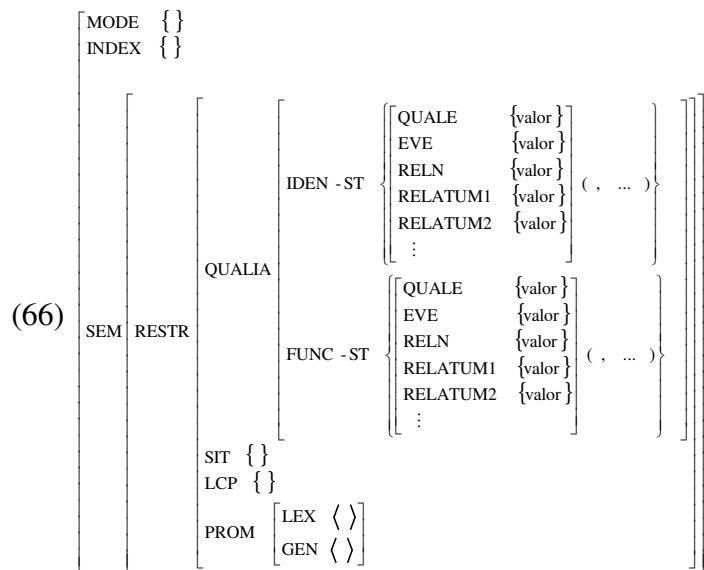 MODE { }
INDEX { }
QUALE {valor}
EVE {valor}
RELN {valor}
IDEN - ST
( , ... )
RELATUM1 {valor}
RELATUM2 {valor}
⋮
QUALIA
QUALE {valor}
(66)
EVE {valor}
SEM RESTR
RELN {valor}
FUNC - ST
( , ... )
RELATUM1 {valor}
RELATUM2 {valor}
⋮
SIT { }
LCP { }
LEX ⟨ ⟩
PROM
GEN ⟨ ⟩